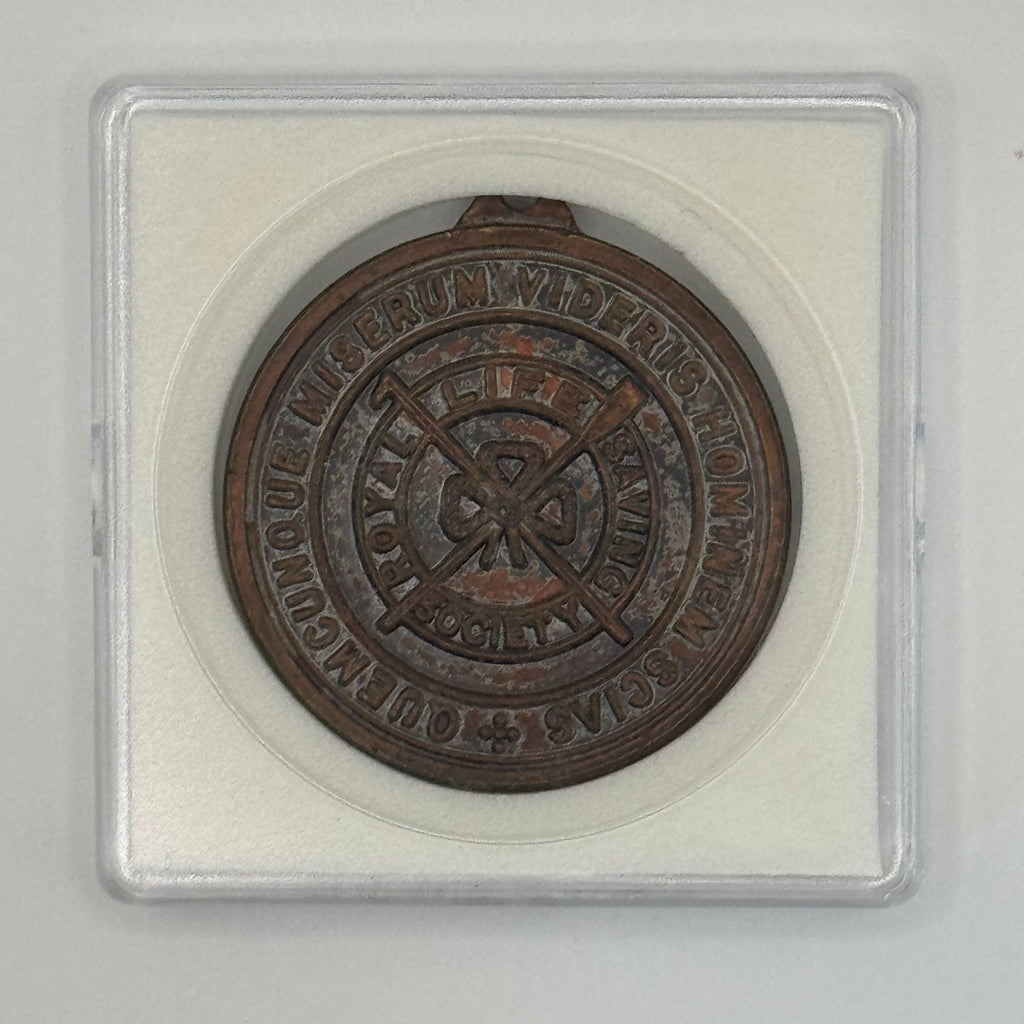 QUEMCUNQUE MISERUM VIDERIS HOMINEM SCIAS
ROYAL LIFE SAVING SOCIETY